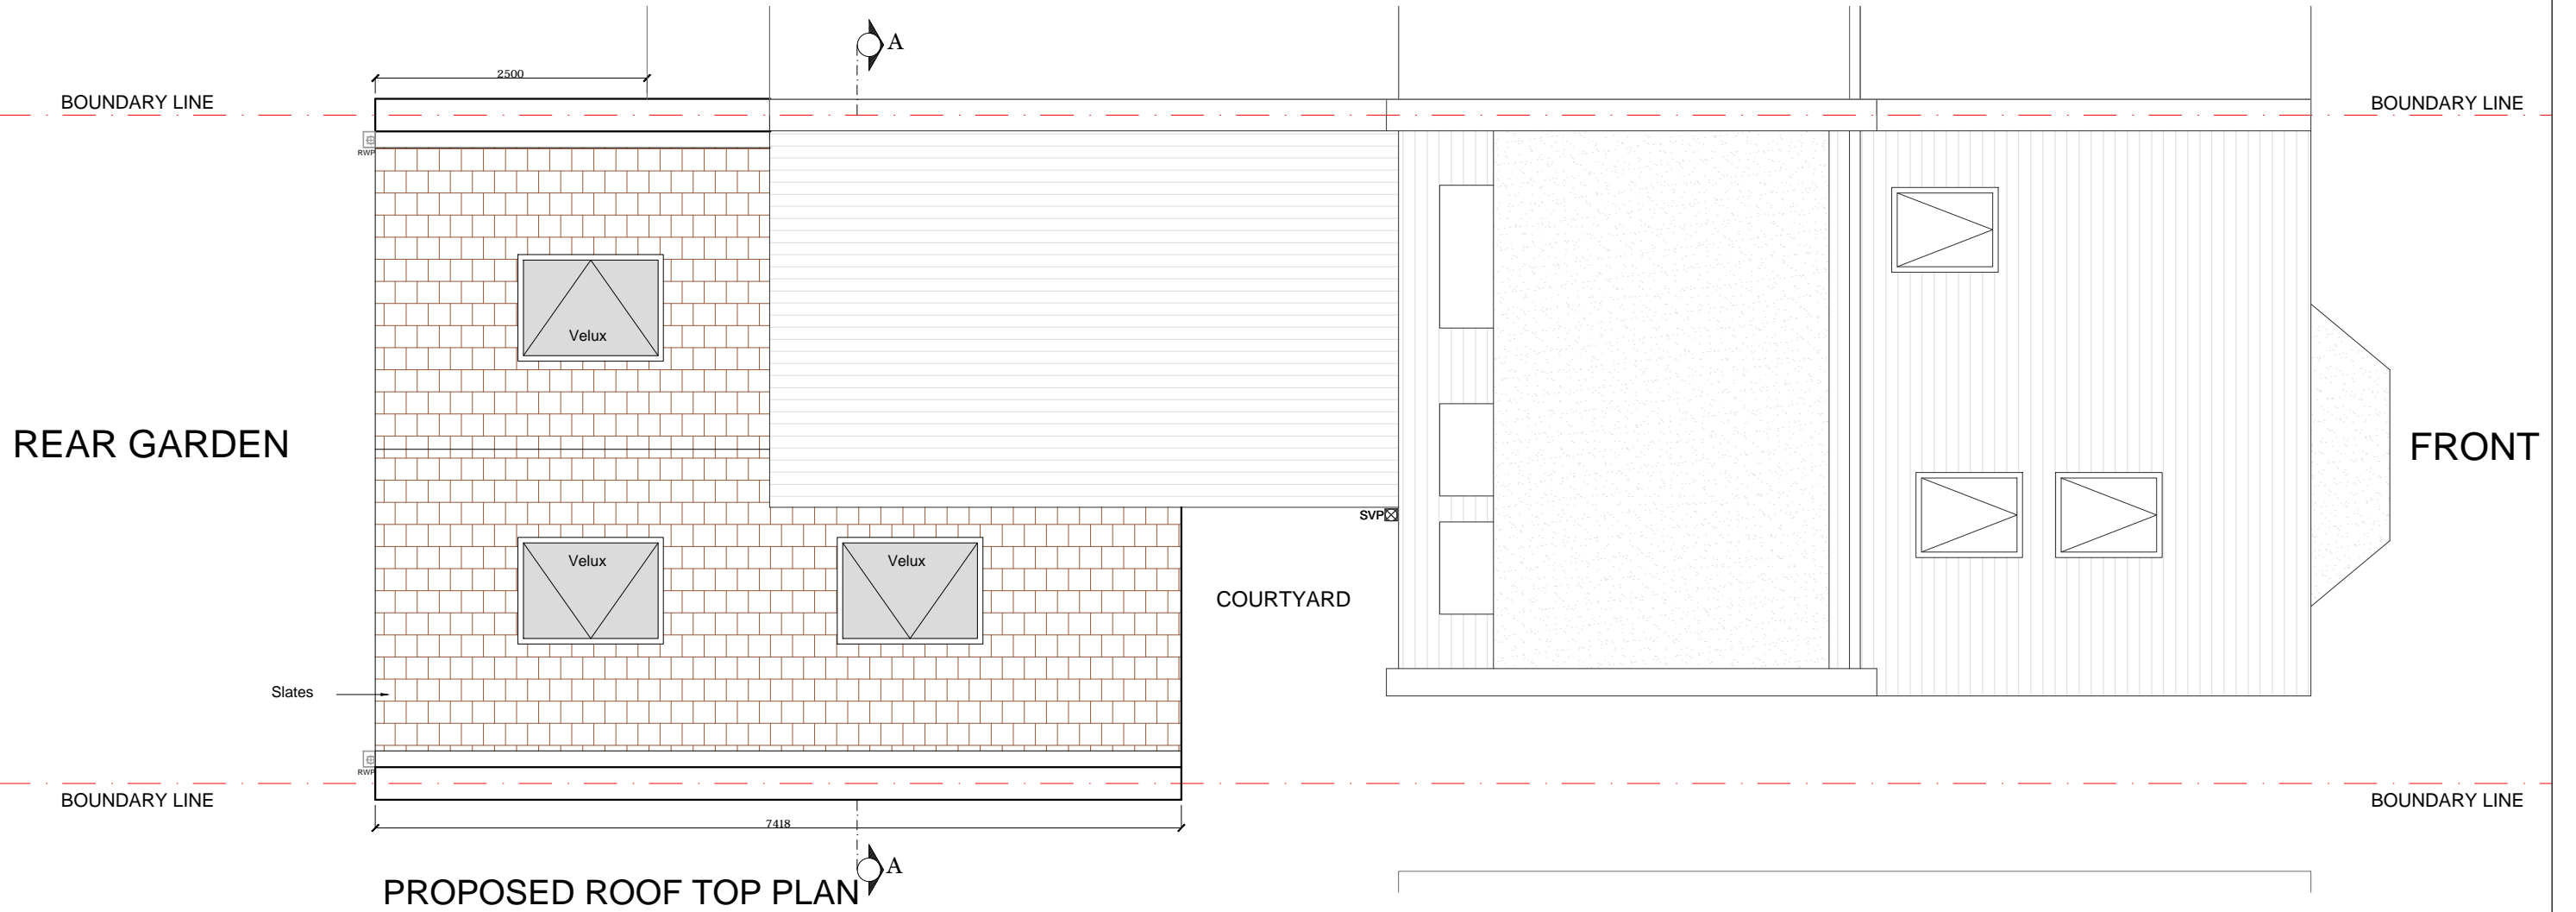 A
2500
BOUNDARY LINE
BOUNDARY LINE
RWP
Velux
REAR GARDEN
FRONT
SVP
Velux
Velux
COURTYARD
Slates
RWP
BOUNDARY LINE
BOUNDARY LINE
7418
A
PROPOSED ROOF TOP PLAN